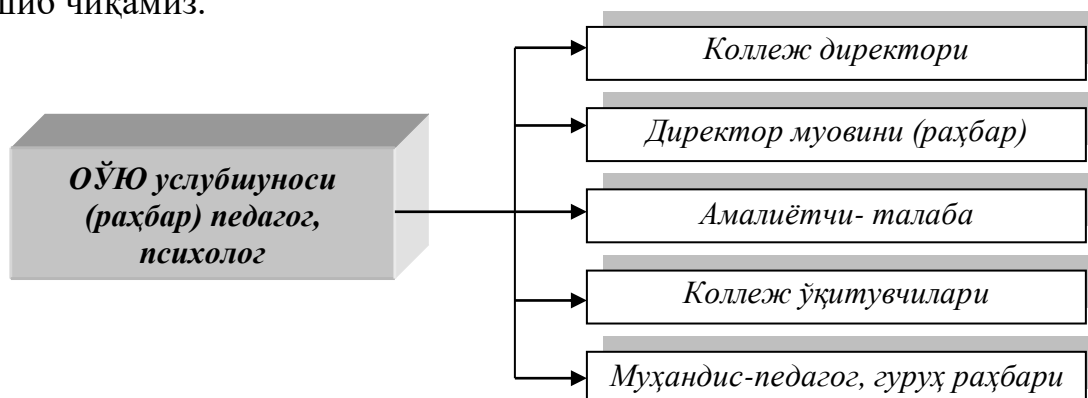 чиқамиз.
Коллеж директори
Директор муовини (раҳбар)
ОЎЮ услубшуноси
(раҳбар) педагог,
психолог
Амалиётчи- талаба
Коллеж ўқитувчилари
Муҳандис-педагог, гуруҳ раҳбари